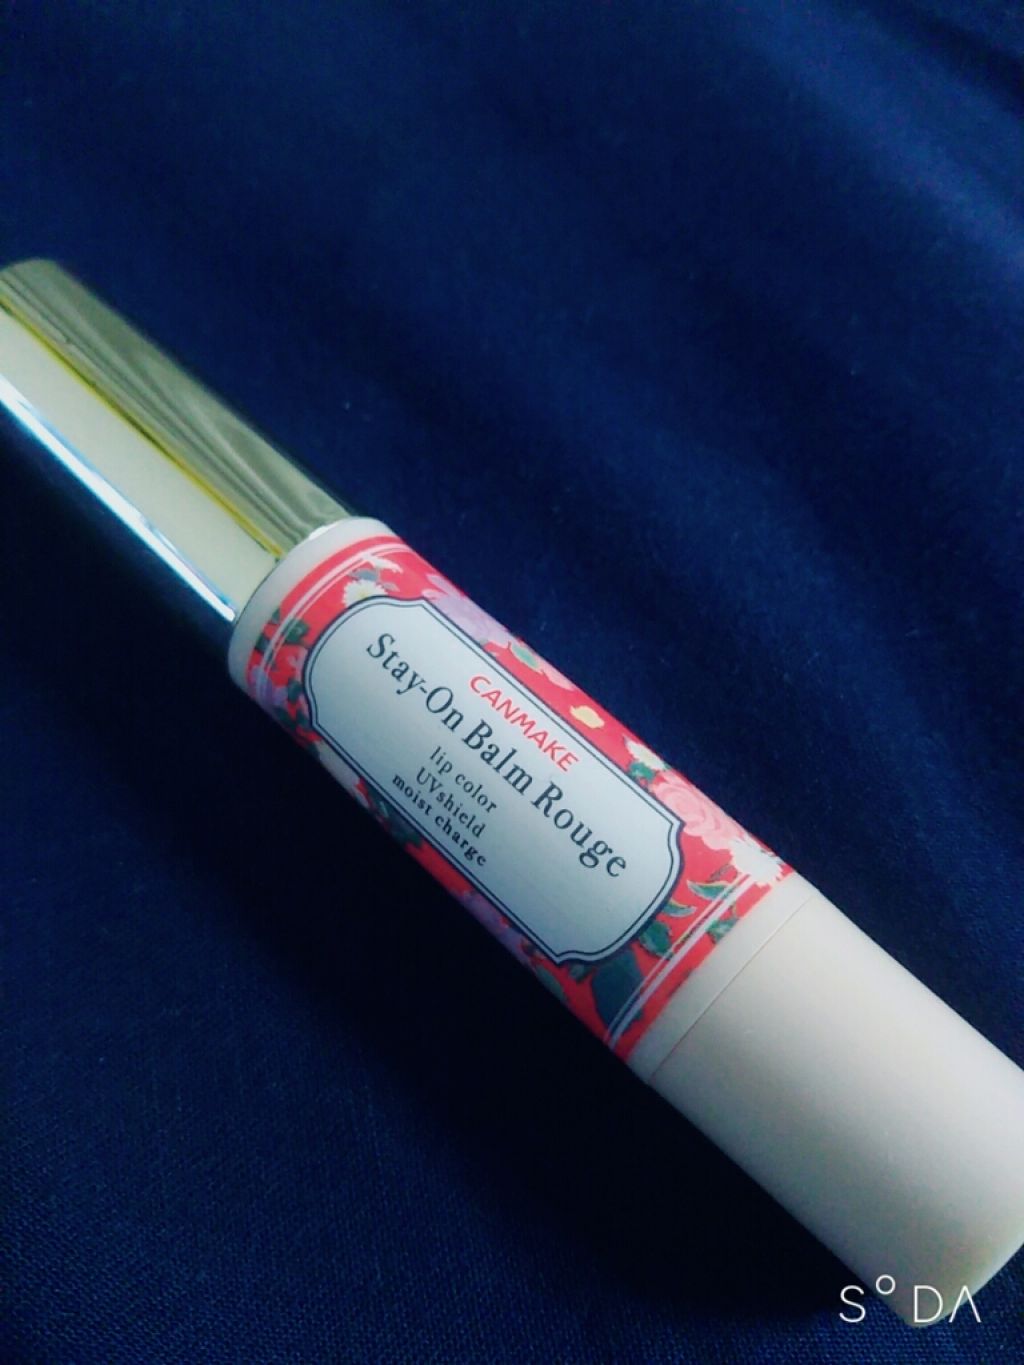 CANMAKE
Stay-On Balm Rouge
lip color
UVshield
moist charge
S°DA